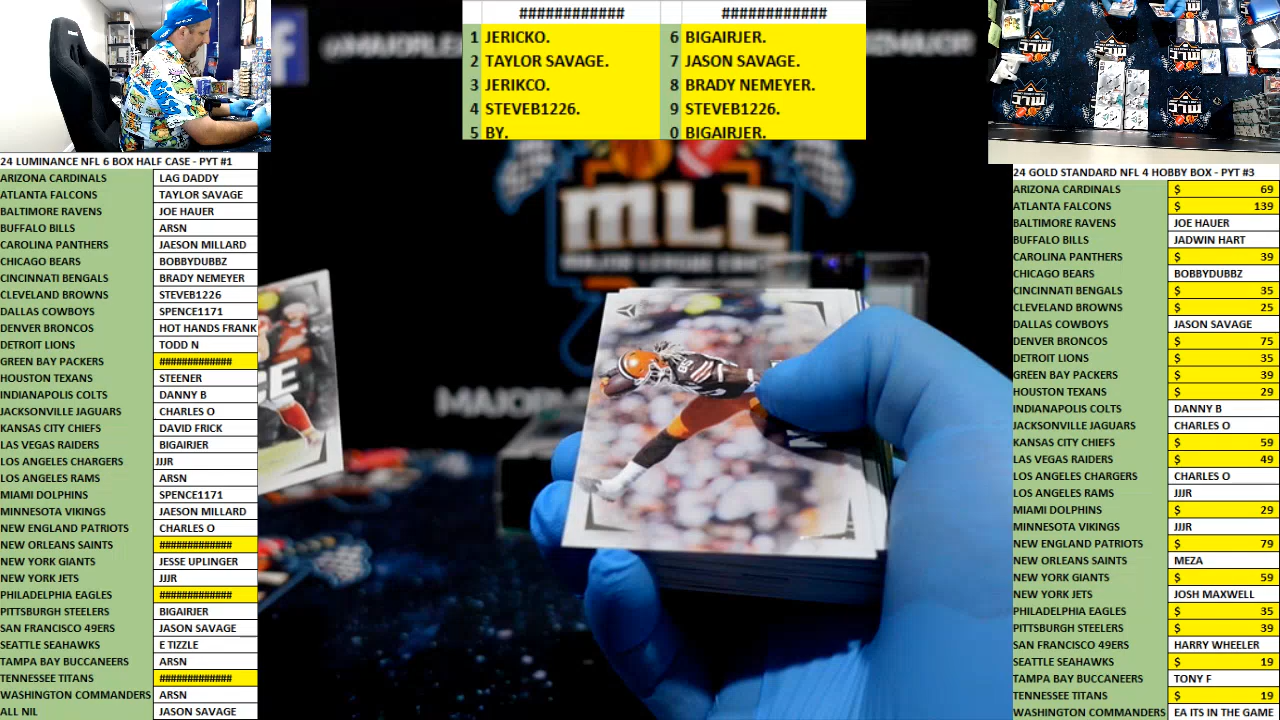 ############ ############
1 JERICKO. 6 BIGAIRJER.
2 TAYLOR SAVAGE. 7 JASON SAVAGE.
3 JERIKCO. 8 BRADY NEMEYER.
4 STEVEB1226. 9 STEVEB1226.
5 BY. 0 BIGAIRJER.
24 LUMINANCE NFL 6 BOX HALF CASE - PYT #1
ARIZONA CARDINALS LAG DADDY
ATLANTA FALCONS TAYLOR SAVAGE
BALTIMORE RAVENS JOE HAUER
BUFFALO BILLS ARSN
CAROLINA PANTHERS JAESON MILLARD
CHICAGO BEARS BOBBYDUBBZ
CINCINNATI BENGALS BRADY NEMEYER
CLEVELAND BROWNS STEVEB1226
DALLAS COWBOYS SPENCE1171
DENVER BRONCOS HOT HANDS FRANK
DETROIT LIONS TODD N
GREEN BAY PACKERS #############
HOUSTON TEXANS STEENER
INDIANAPOLIS COLTS DANNY B
JACKSONVILLE JAGUARS CHARLES O
KANSAS CITY CHIEFS DAVID FRICK
LAS VEGAS RAIDERS BIGAIRJER
LOS ANGELES CHARGERS JJJR
LOS ANGELES RAMS ARSN
MIAMI DOLPHINS SPENCE1171
MINNESOTA VIKINGS JAESON MILLARD
NEW ENGLAND PATRIOTS CHARLES O
NEW ORLEANS SAINTS #############
NEW YORK GIANTS JESSE UPLINGER
NEW YORK JETS JJJR
PHILADELPHIA EAGLES #############
PITTSBURGH STEELERS BIGAIRJER
SAN FRANCISCO 49ERS JASON SAVAGE
SEATTLE SEAHAWKS E TIZZLE
TAMPA BAY BUCCANEERS ARSN
TENNESSEE TITANS #############
WASHINGTON COMMANDERS ARSN
ALL NIL JASON SAVAGE
MLC
24 GOLD STANDARD NFL 4 HOBBY BOX - PYT #3
ARIZONA CARDINALS $ 69
ATLANTA FALCONS $ 139
BALTIMORE RAVENS JOE HAUER
BUFFALO BILLS JADWIN HART
CAROLINA PANTHERS $ 39
CHICAGO BEARS BOBBYDUBBZ
CINCINNATI BENGALS $ 35
CLEVELAND BROWNS $ 25
DALLAS COWBOYS JASON SAVAGE
DENVER BRONCOS $ 75
DETROIT LIONS $ 35
GREEN BAY PACKERS $ 39
HOUSTON TEXANS $ 29
INDIANAPOLIS COLTS DANNY B
JACKSONVILLE JAGUARS CHARLES O
KANSAS CITY CHIEFS $ 59
LAS VEGAS RAIDERS $ 49
LOS ANGELES CHARGERS CHARLES O
LOS ANGELES RAMS JJJR
MIAMI DOLPHINS $ 29
MINNESOTA VIKINGS JJJR
NEW ENGLAND PATRIOTS $ 79
NEW ORLEANS SAINTS MEZA
NEW YORK GIANTS $ 59
NEW YORK JETS JOSH MAXWELL
PHILADELPHIA EAGLES $ 35
PITTSBURGH STEELERS $ 39
SAN FRANCISCO 49ERS HARRY WHEELER
SEATTLE SEAHAWKS $ 19
TAMPA BAY BUCCANEERS TONY F
TENNESSEE TITANS $ 19
WASHINGTON COMMANDERS EA ITS IN THE GAME